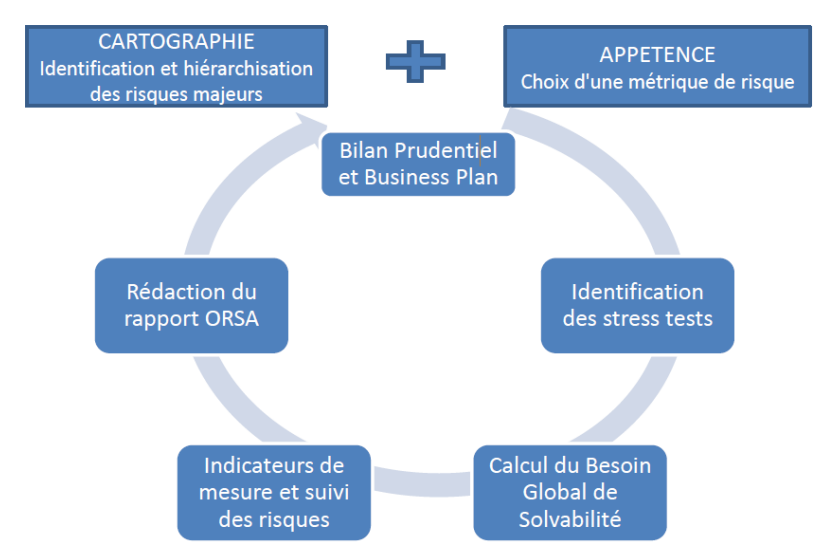 CARTOGRAPHIE
Identification et hiérarchisation
des risques majeurs
APPETENCE
Choix d'une métrique de risque
Bilan Prudentiel
et Business Plan
Identification
des stress tests
Calcul du Besoin
Global de
Solvabilité
Indicateurs de
mesure et suivi
des risques
Rédaction du
rapport ORSA